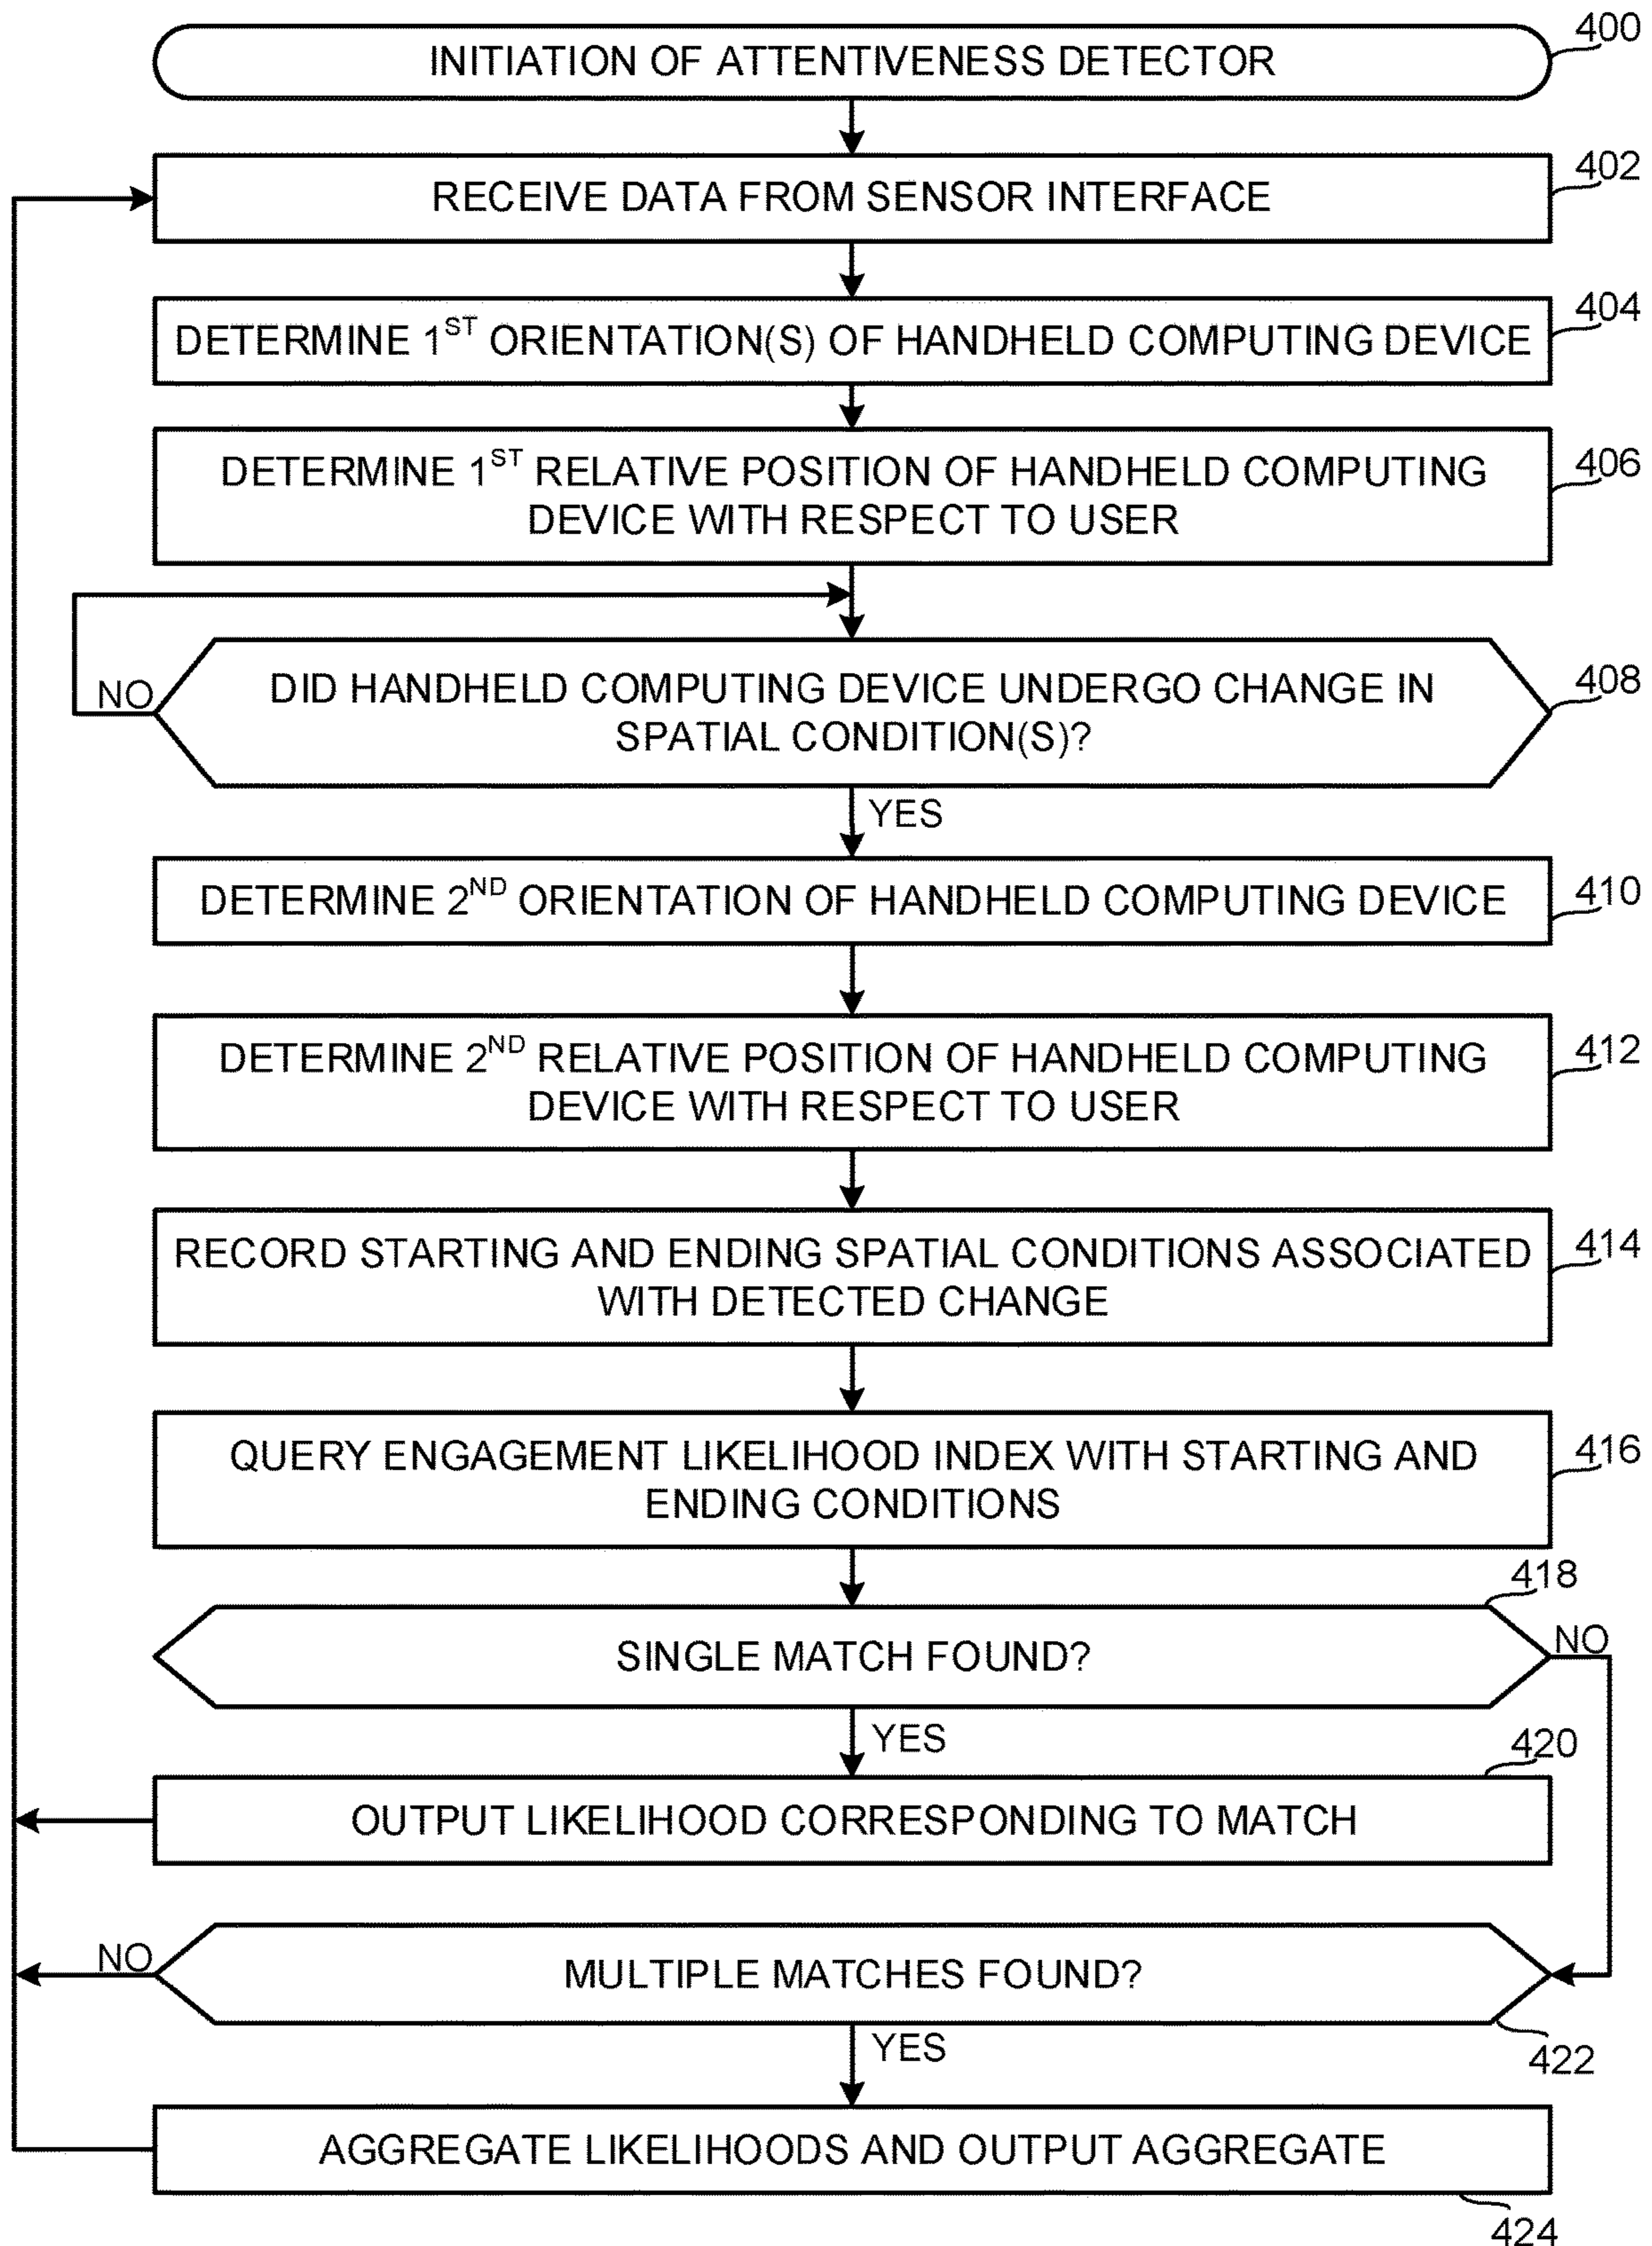 INITIATION OF ATTENTIVENESS DETECTOR
400
RECEIVE DATA FROM SENSOR INTERFACE
402
DETERMINE 1ST ORIENTATION(S) OF HANDHELD COMPUTING DEVICE
404
DETERMINE 1ST RELATIVE POSITION OF HANDHELD COMPUTING
DEVICE WITH RESPECT TO USER
406
DID HANDHELD COMPUTING DEVICE UNDERGO CHANGE IN
SPATIAL CONDITION(S)?
408
NO
YES
DETERMINE 2ND ORIENTATION OF HANDHELD COMPUTING DEVICE
410
DETERMINE 2ND RELATIVE POSITION OF HANDHELD COMPUTING
DEVICE WITH RESPECT TO USER
412
RECORD STARTING AND ENDING SPATIAL CONDITIONS ASSOCIATED
WITH DETECTED CHANGE
414
QUERY ENGAGEMENT LIKELIHOOD INDEX WITH STARTING AND
ENDING CONDITIONS
416
418
SINGLE MATCH FOUND?
NO
YES
420
OUTPUT LIKELIHOOD CORRESPONDING TO MATCH
NO
MULTIPLE MATCHES FOUND?
422
YES
AGGREGATE LIKELIHOODS AND OUTPUT AGGREGATE
424